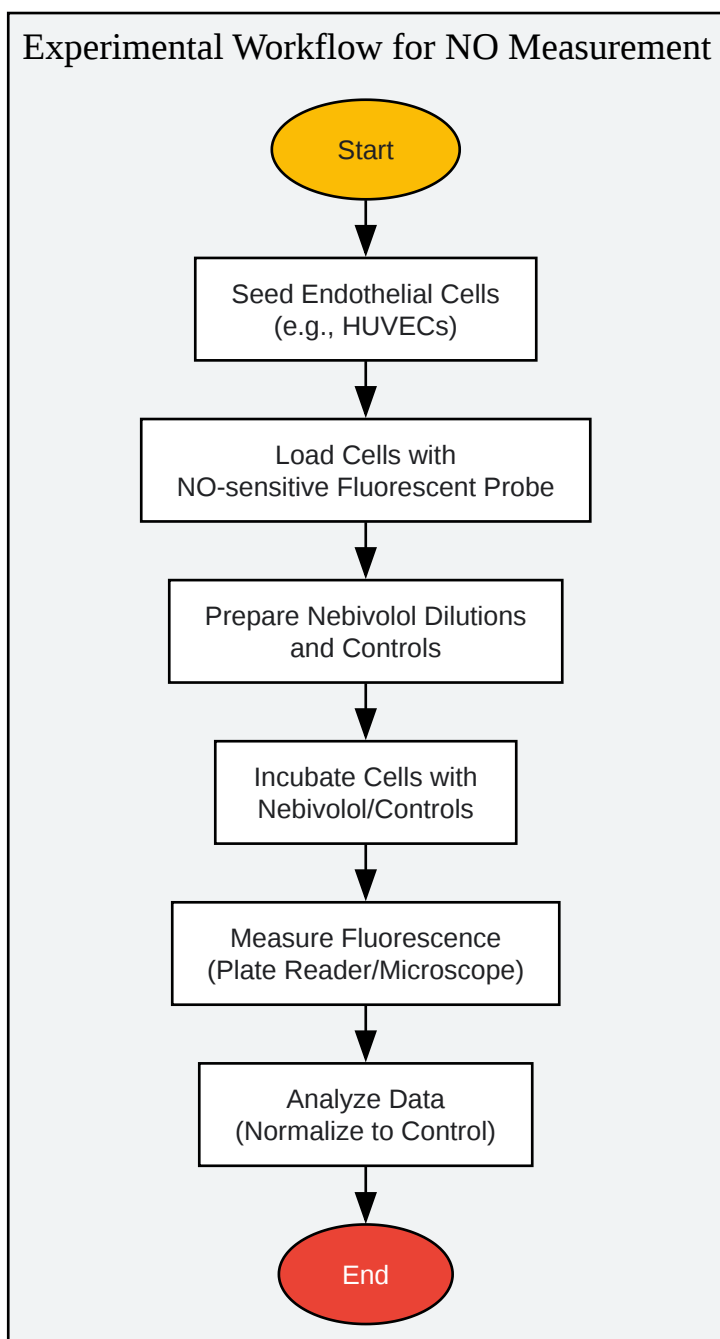 Experimental Workflow for NO Measurement
Start
Seed Endothelial Cells
(e.g., HUVECs)
Load Cells with
NO-sensitive Fluorescent Probe
Prepare Nebivolol Dilutions
and Controls
Incubate Cells with
Nebivolol/Controls
Measure Fluorescence
(Plate Reader/Microscope)
Analyze Data
(Normalize to Control)
End